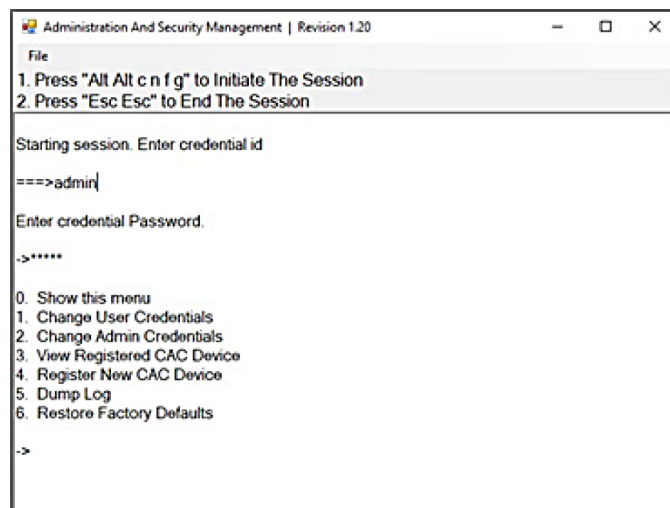 Administration And Security Management | Revision 1.20
File
1. Press "Alt Alt c n f g" to Initiate The Session
2. Press "Esc Esc" to End The Session
Starting session. Enter credential id
===>admin
Enter credential Password.
->*****
0. Show this menu
1. Change User Credentials
2. Change Admin Credentials
3. View Registered CAC Device
4. Register New CAC Device
5. Dump Log
6. Restore Factory Defaults
->